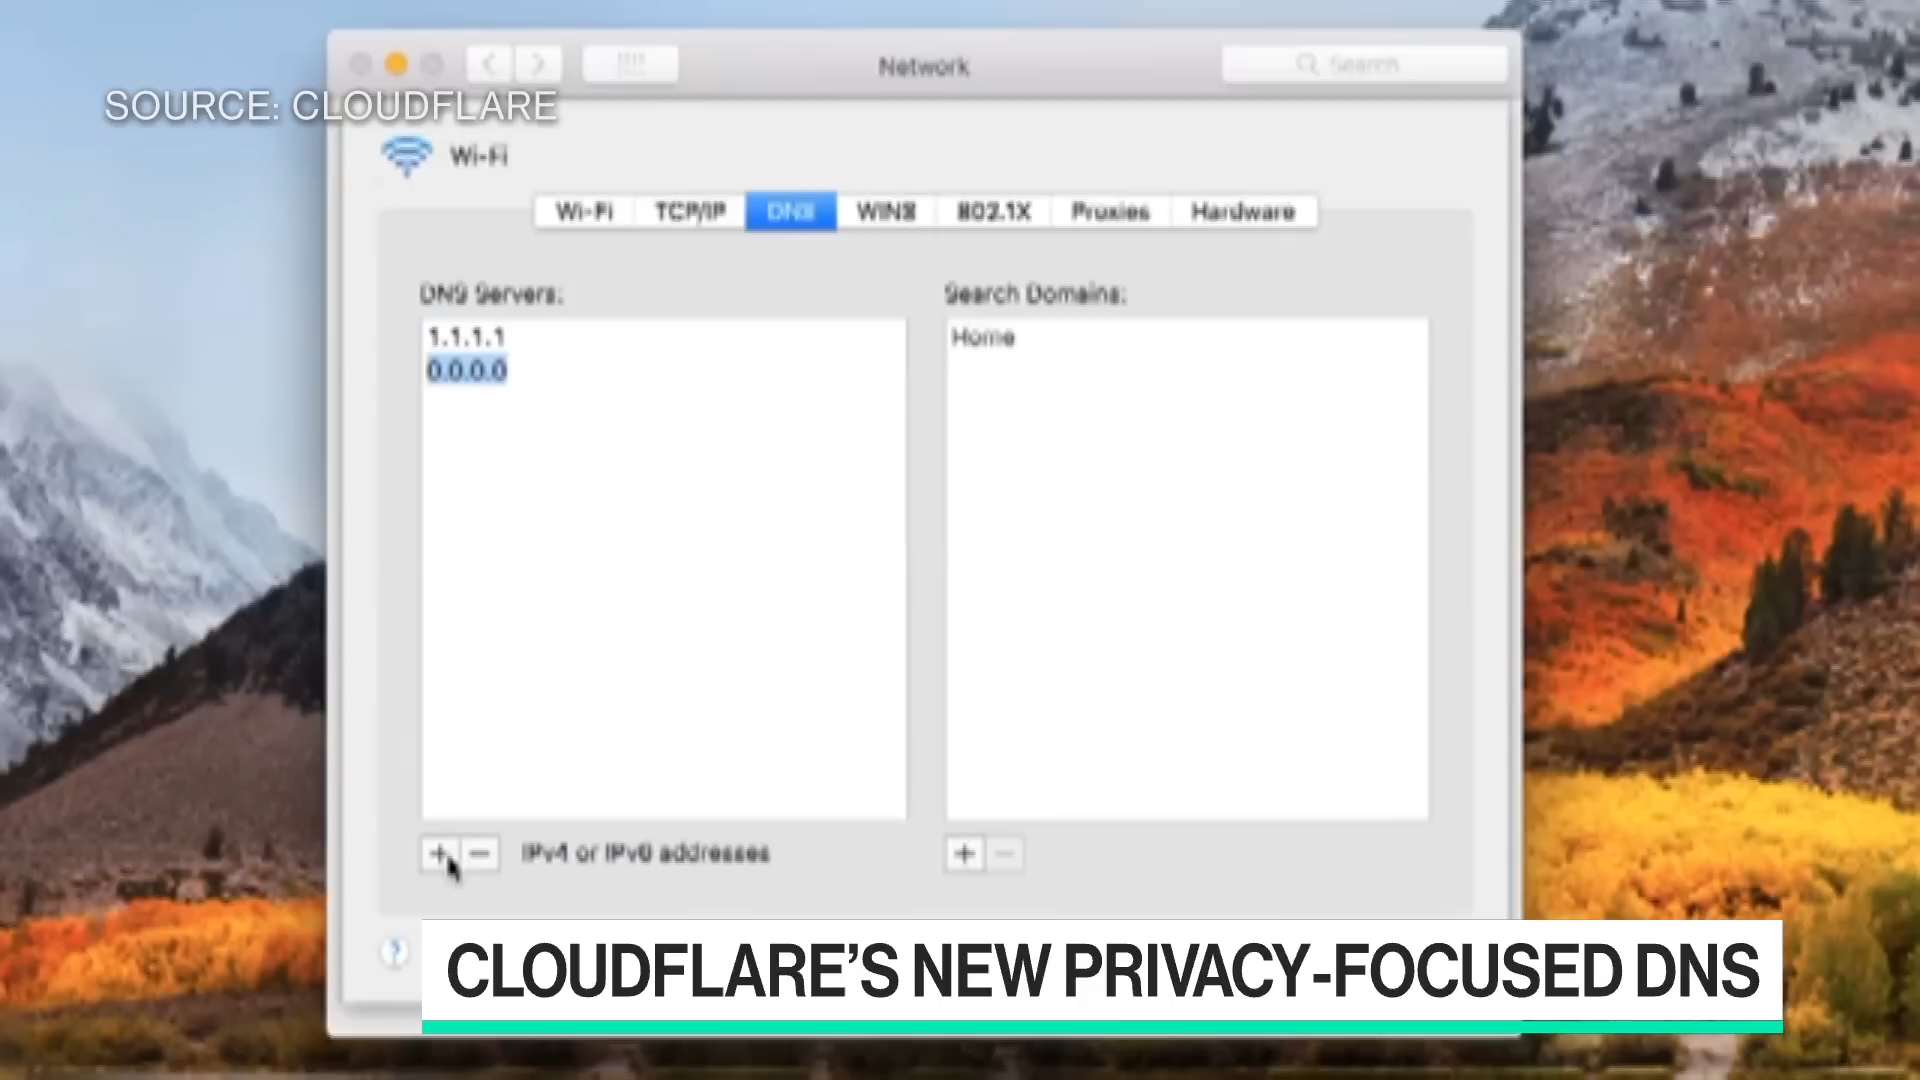 Network
Search
SOURCE: CLOUDFLARE
Wi-Fi
Wi-Fi TCP/IP DNS WINS 802.1X Proxies Hardware
DNS Servers: Search Domains:
1.1.1.1 Home
0.0.0.0
+ − IPv4 or IPv6 addresses + −
?
CLOUDFLARE’S NEW PRIVACY-FOCUSED DNS